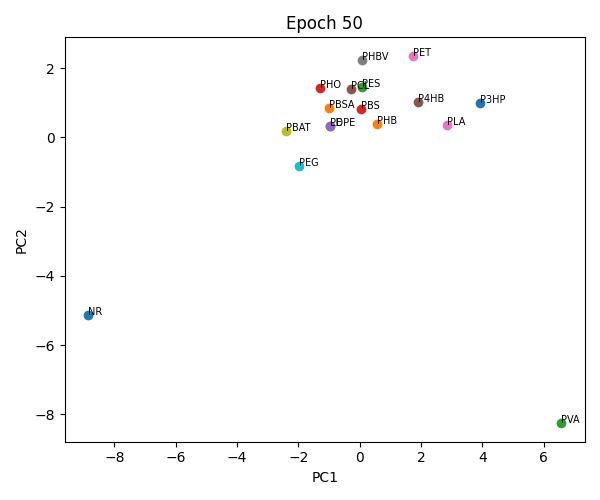 Epoch 50
PHBV
PET
PHO
PES
PBSA
PBS
P4HB
P3HP
PBAT
PHB
PLA
PEG
NR
PVA
2
0
−2
−4
−6
−8
PC2
−8
−6
−4
−2
0
2
4
6
PC1